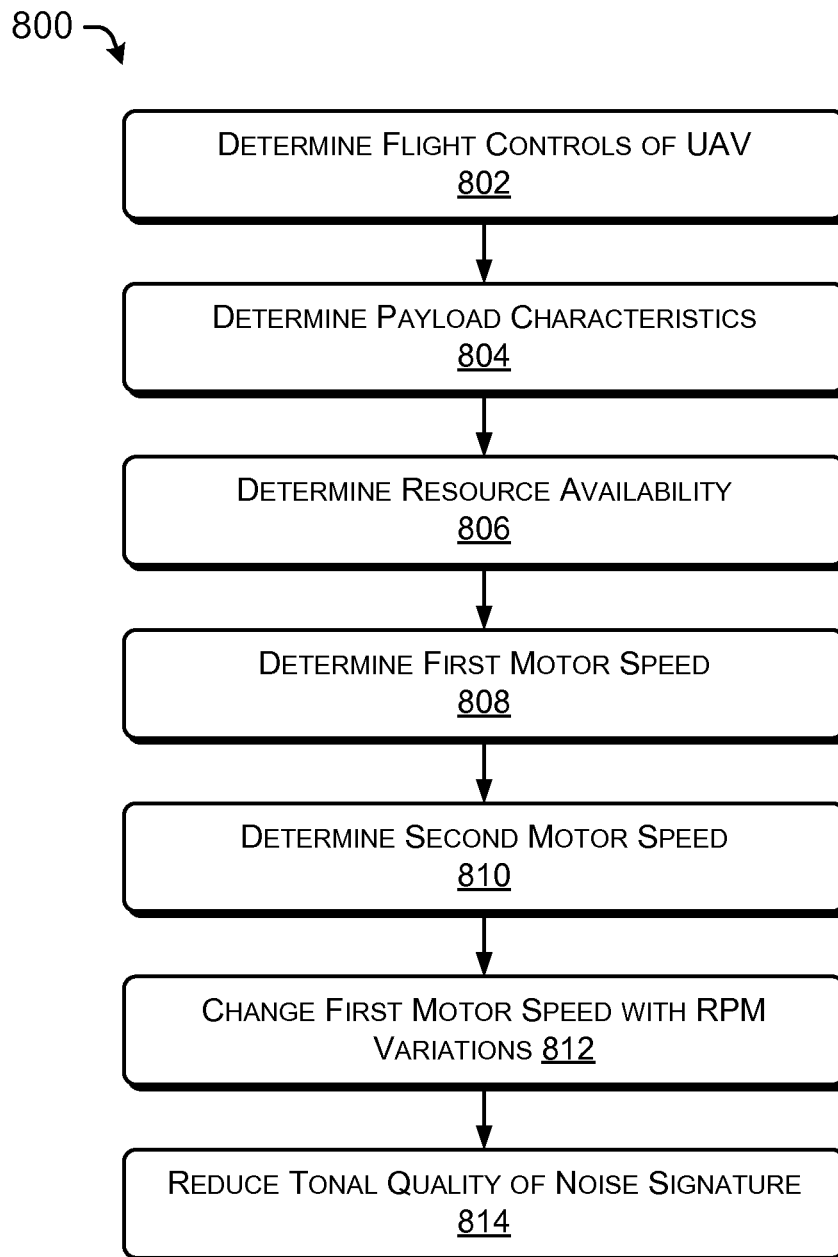 800
DETERMINE FLIGHT CONTROLS OF UAV
802
DETERMINE PAYLOAD CHARACTERISTICS
804
DETERMINE RESOURCE AVAILABILITY
806
DETERMINE FIRST MOTOR SPEED
808
DETERMINE SECOND MOTOR SPEED
810
CHANGE FIRST MOTOR SPEED WITH RPM
VARIATIONS 812
REDUCE TONAL QUALITY OF NOISE SIGNATURE
814